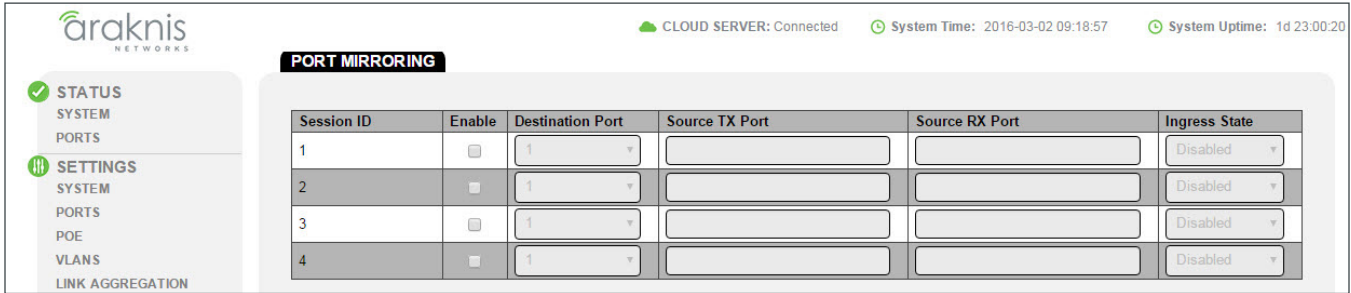 araknis
NETWORKS
CLOUD SERVER: Connected System Time: 2016-03-02 09:18:57 System Uptime: 1d 23:00:20
PORT MIRRORING
STATUS
SYSTEM
PORTS
SETTINGS
SYSTEM
PORTS
POE
VLANS
LINK AGGREGATION
Session ID Enable Destination Port Source TX Port Source RX Port Ingress State
1 1 Disabled
2 1 Disabled
3 1 Disabled
4 1 Disabled